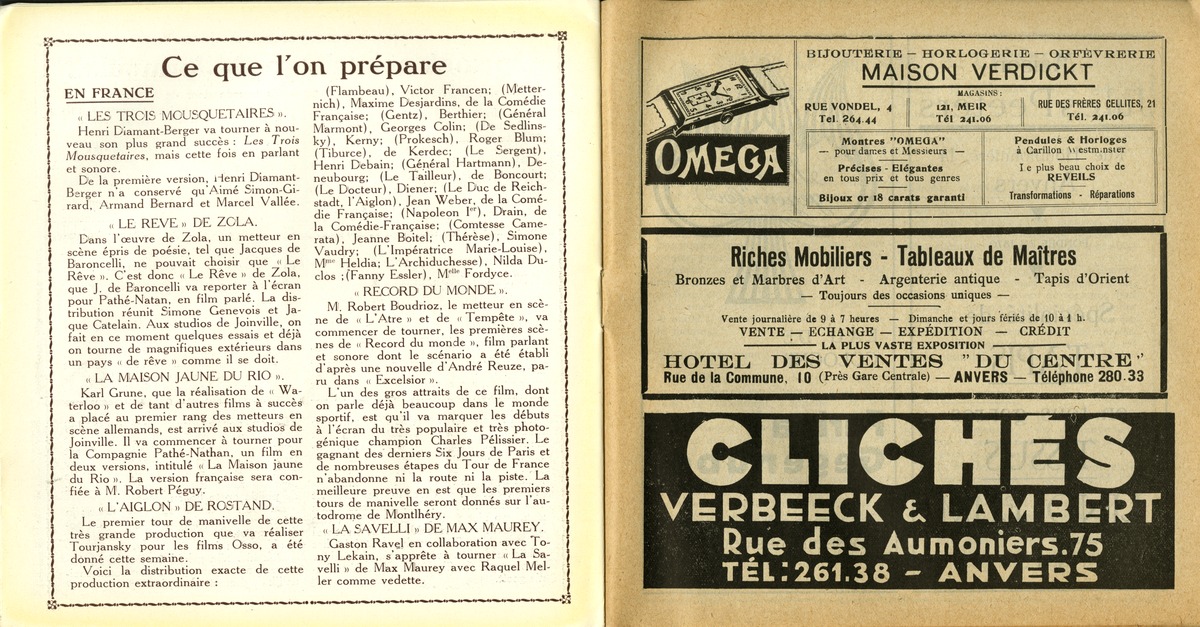 Ce que l'on prépare
EN FRANCE
« LES TROIS MOUSQUETAIRES ».
Henri Diamant-Berger va tourner à nou-
veau son plus grand succès : Les Trois
Mousquetaires, mais cette fois en parlant
et sonore.
De la première version, Henri Diamant-
Berger n'a conservé qu'Aimé Simon-Gi-
rard, Armand Bernard et Marcel Vallée.
« LE REVE » DE ZOLA.
Dans l'œuvre de Zola, un metteur en
scène épris de poésie, tel que Jacques de
Baroncelli, ne pouvait choisir que « Le
Rêve ». C'est donc « Le Rêve » de Zola,
que J. de Baroncelli va reporter à l'écran
pour Pathé-Natan, en film parlé. La dis-
tribution réunit Simone Genevois et Ja-
que Catelain. Aux studios de Joinville, on
fait en ce moment quelques essais et déjà
on tourne de magnifiques extérieurs dans
un pays « de rêve » comme il se doit.
« LA MAISON JAUNE DU RIO ».
Karl Grune, que la réalisation de « Wa-
terloo » et de tant d'autres films à succès
a placé au premier rang des metteurs en
scène allemands, est arrivé aux studios de
Joinville. Il va commencer à tourner pour
la Compagnie Pathé-Nathan, un film en
deux versions, intitulé « La Maison jaune
du Rio ». La version française sera con-
fiée à M. Robert Péguy.
« L'AIGLON » DE ROSTAND.
Le premier tour de manivelle de cette
très grande production que va réaliser
Tourjansky pour les films Osso, a été
donné cette semaine.
Voici la distribution exacte de cette
production extraordinaire :
(Flambeau), Victor Francen; (Metter-
nich), Maxime Desjardins, de la Comédie
Française; (Gentz), Berthier; (Général
Marmont), Georges Colin; (De Sedlins-
ky), Kerny; (Prokesch), Roger Blum;
(Tiburce), de Kerdec; (Le Sergent),
Henri Debain; (Général Hartmann), De-
neubourg; (Le Tailleur), de Boncourt;
(Le Docteur), Diener; (Le Duc de Reich-
stadt, l'Aiglon), Jean Weber, de la Comé-
die Française; (Napoleon Ier), Drain, de
la Comédie-Française; (Comtesse Came-
rata), Jeanne Boitel; (Thérèse), Simone
Vaudry; (L'Impératrice Marie-Louise),
Mme Heldia; L'Archiduchesse), Nilda Du-
clos ;(Fanny Essler), Melle Fordyce.
« RECORD DU MONDE ».
M. Robert Boudrioz, le metteur en scè-
ne de « L'Atre » et de « Tempête », va
commencer de tourner, les premières scè-
nes de « Record du monde », film parlant
et sonore dont le scénario a été établi
d'après une nouvelle d'André Reuze, pa-
ru dans « Excelsior ».
L'un des gros attraits de ce film, dont
on parle déjà beaucoup dans le monde
sportif, est qu'il va marquer les débuts
à l'écran du très populaire et très photo-
génique champion Charles Pélissier. Le
gagnant des derniers Six Jours de Paris et
de nombreuses étapes du Tour de France
n'abandonne ni la route ni la piste. La
meilleure preuve en est que les premiers
tours de manivelle seront donnés sur l'au-
todrome de Montlhéry.
« LA SAVELLI » DE MAX MAUREY.
Gaston Ravel en collaboration avec To-
ny Lekain, s'apprête à tourner « La Sa-
velli » de Max Maurey avec Raquel Mel-
ler comme vedette.
OMEGA
BIJOUTERIE – HORLOGERIE – ORFÈVRERIE
MAISON VERDICKT
MAGASINS :
RUE VONDEL, 4
Tel. 264.44
121, MEIR
Tél 241.06
RUE DES FRÈRES CELLITES, 21
Tél. 241.06
Montres "OMEGA"
— pour dames et Messieurs —
Précises - Elégantes
en tous prix et tous genres
Bijoux or 18 carats garanti
Pendules & Horloges
à Carillon Westminster
Le plus beau choix de
REVEILS
Transformations - Réparations
Riches Mobiliers - Tableaux de Maîtres
Bronzes et Marbres d'Art - Argenterie antique - Tapis d'Orient
— Toujours des occasions uniques —
Vente journalière de 9 à 7 heures — Dimanche et jours fériés de 10 à 1 h.
VENTE — ECHANGE — EXPÉDITION — CRÉDIT
LA PLUS VASTE EXPOSITION
HOTEL DES VENTES "DU CENTRE"
Rue de la Commune, 10 (Près Gare Centrale) — ANVERS — Téléphone 280.33
CLICHÉS
VERBEECK & LAMBERT
Rue des Aumoniers.75
TÉL:261.38 – ANVERS